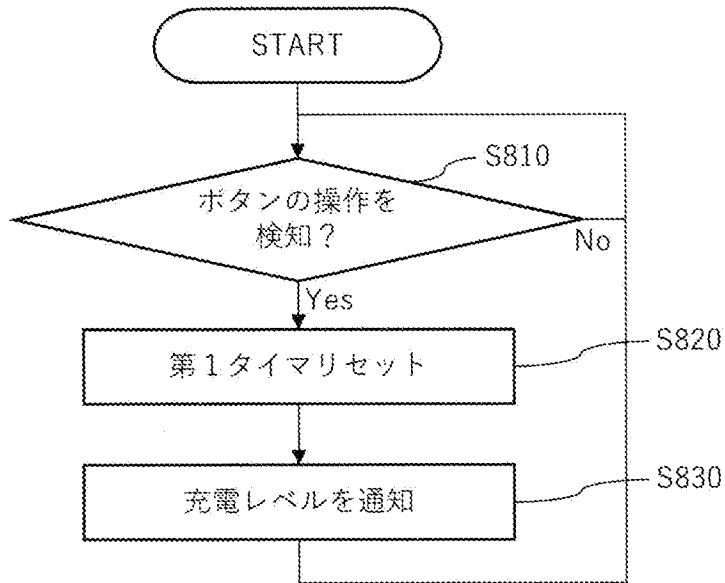 START
S810
ボタンの操作を
検知？
No
Yes
第１タイマリセット
S820
充電レベルを通知
S830